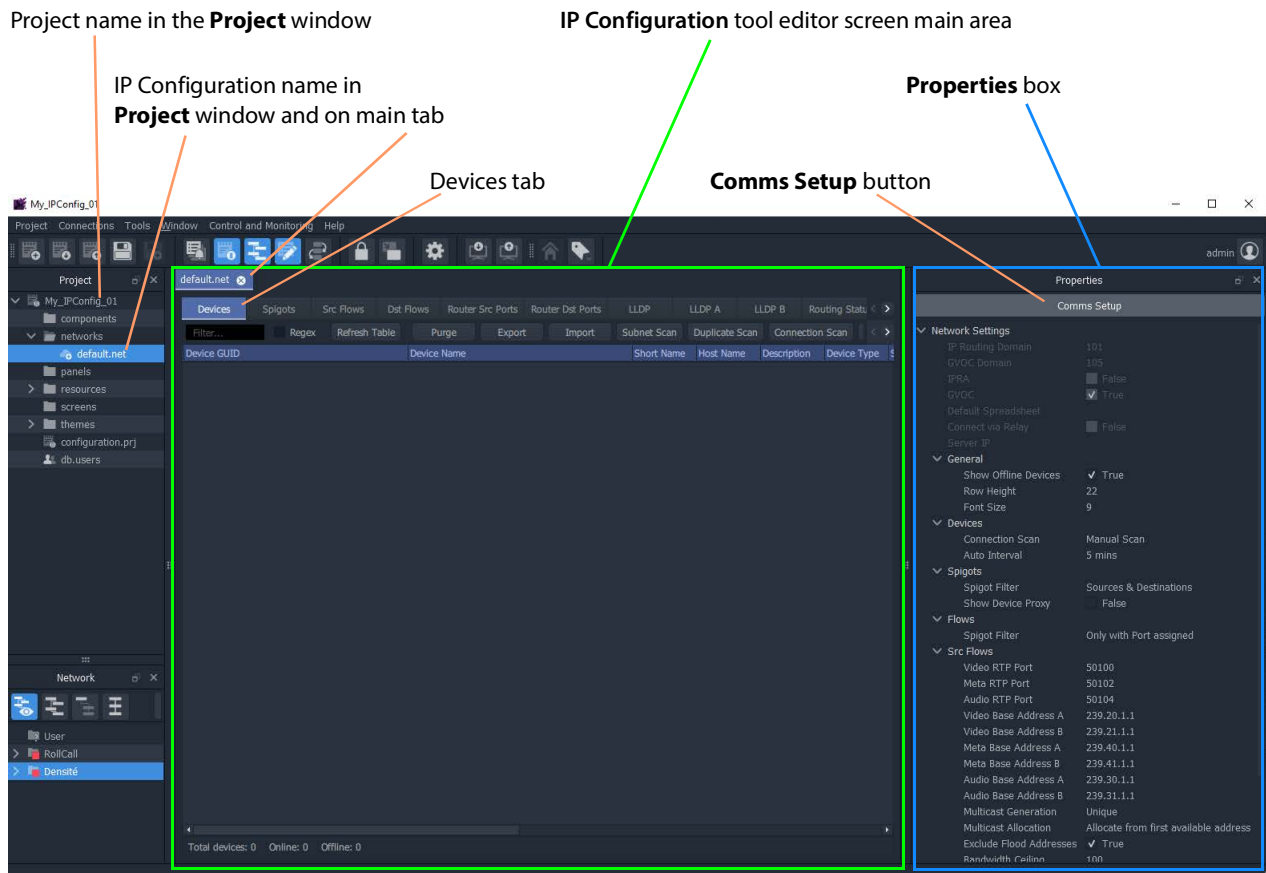 Project name in the Project window
IP Configuration tool editor screen main area
IP Configuration name in
Project window and on main tab
Properties box
Devices tab
Comms Setup button
My_IPConfig_01
Project Connections Tools Window Control and Monitoring Help
admin
Project
My_IPConfig_01
components
networks
default.net
panels
resources
screens
themes
configuration.prj
db.users
Network
User
RollCall
Densité
default.net
Devices Spigots Src Flows Dst Flows Router Src Ports Router Dst Ports LLDP LLDP A LLDP B Routing Statu
Filter... Regex Refresh Table Purge Export Import Subnet Scan Duplicate Scan Connection Scan
Device GUID Device Name Short Name Host Name Description Device Type S
Total devices: 0 Online: 0 Offline: 0
Properties
Comms Setup
Network Settings
IP Routing Domain 101
GVOC Domain 105
IPRA False
GVOC True
Default Spreadsheet
Connect via Relay False
Server IP
General
Show Offline Devices True
Row Height 22
Font Size 9
Devices
Connection Scan Manual Scan
Auto Interval 5 mins
Spigots
Spigot Filter Sources & Destinations
Show Device Proxy False
Flows
Spigot Filter Only with Port assigned
Src Flows
Video RTP Port 50100
Meta RTP Port 50102
Audio RTP Port 50104
Video Base Address A 239.20.1.1
Video Base Address B 239.21.1.1
Meta Base Address A 239.40.1.1
Meta Base Address B 239.41.1.1
Audio Base Address A 239.30.1.1
Audio Base Address B 239.31.1.1
Multicast Generation Unique
Multicast Allocation Allocate from first available address
Exclude Flood Addresses True
Bandwidth Ceiling 100